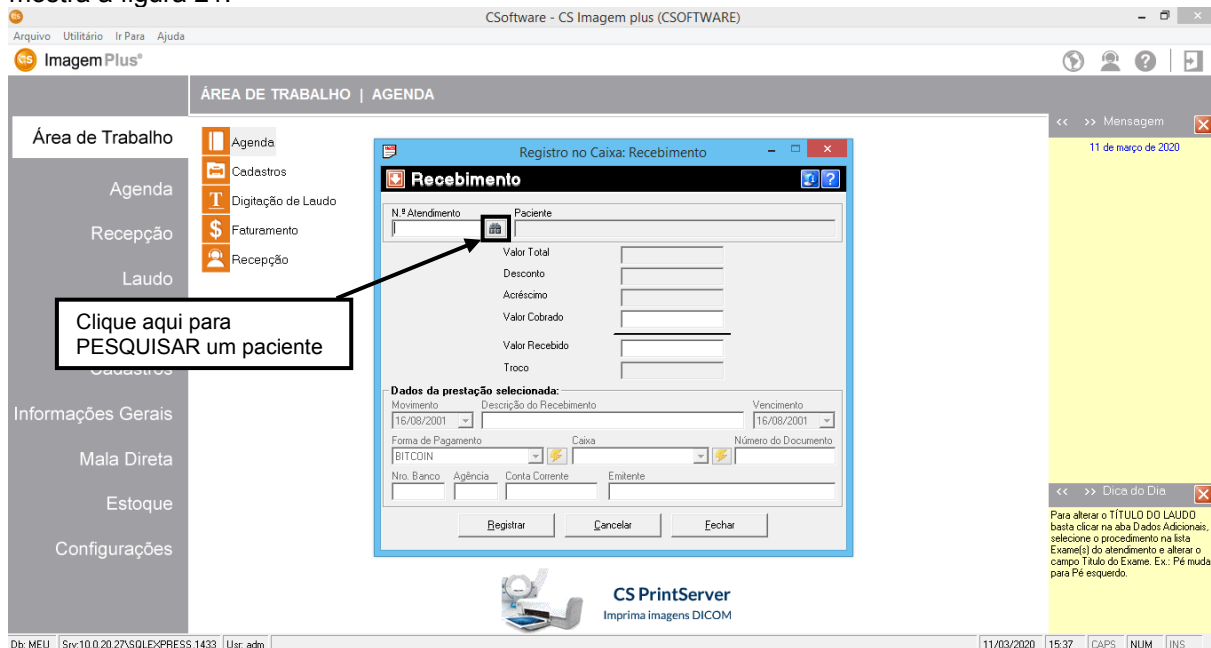 CSoftware - CS Imagem plus (CSOFTWARE)
Arquivo Utilitário Ir Para Ajuda
CS ImagemPlus®
ÁREA DE TRABALHO | AGENDA
Área de Trabalho
Agenda
Recepção
Laudo
Informações Gerais
Mala Direta
Estoque
Configurações
Agenda
Cadastros
Digitação de Laudo
Faturamento
Recepção
Clique aqui para
PESQUISAR um paciente
Registro no Caixa: Recebimento
Recebimento
N.º Atendimento Paciente
Valor Total
Desconto
Acréscimo
Valor Cobrado
Valor Recebido
Troco
Dados da prestação selecionada:
Movimento Descrição do Recebimento Vencimento
16/08/2001 16/08/2001
Forma de Pagamento Caixa Número do Documento
BITCOIN
Nro. Banco Agência Conta Corrente Emitente
Registrar Cancelar Fechar
CS PrintServer
Imprima imagens DICOM
<< >> Mensagem
11 de março de 2020
<< >> Dica do Dia
Para alterar o TÍTULO DO LAUDO
basta clicar na aba Dados Adicionais,
selecione o procedimento na lista
Exame(s) do atendimento e alterar o
campo Título do Exame. Ex.: Pé muda
para Pé esquerdo.
Db: MEU Srv:10.0.20.27\SQLEXPRESS,1433 Usr: adm 11/03/2020 15:37 CAPS NUM INS